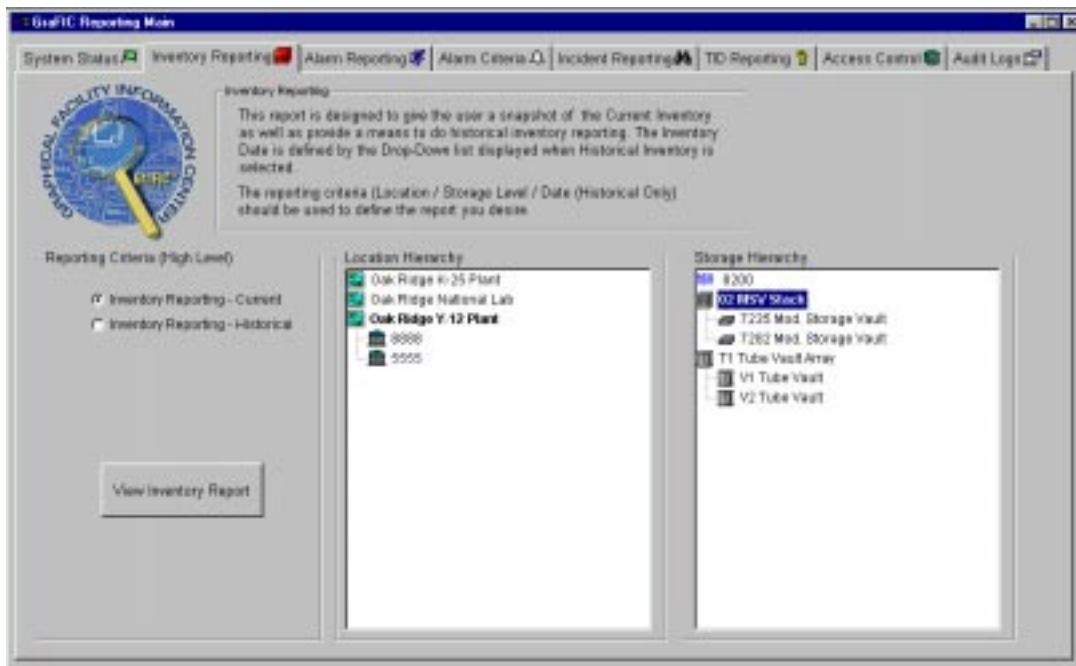 GraFIC Reporting Main
System Status Inventory Reporting Alarm Reporting Alarm Criteria Incident Reporting TID Reporting Access Control Audit Logs
GRAPHICAL FACILITY INFORMATION CENTER
Inventory Reporting
This report is designed to give the user a snapshot of the Current Inventory
as well as provide a means to do historical inventory reporting. The Inventory
Date is defined by the Drop-Down list displayed when Historical Inventory is
selected.
The reporting criteria (Location / Storage Level / Date (Historical Only)
should be used to define the report you desire
Reporting Criteria (High Level)
Inventory Reporting - Current
Inventory Reporting - Historical
View Inventory Report
Location Hierarchy
Oak Ridge K-25 Plant
Oak Ridge National Lab
Oak Ridge Y-12 Plant
8888
9995
Storage Hierarchy
8200
02 MSV Stack
T235 Mod. Storage Vault
T282 Mod. Storage Vault
T1 Tube Vault Array
V1 Tube Vault
V2 Tube Vault